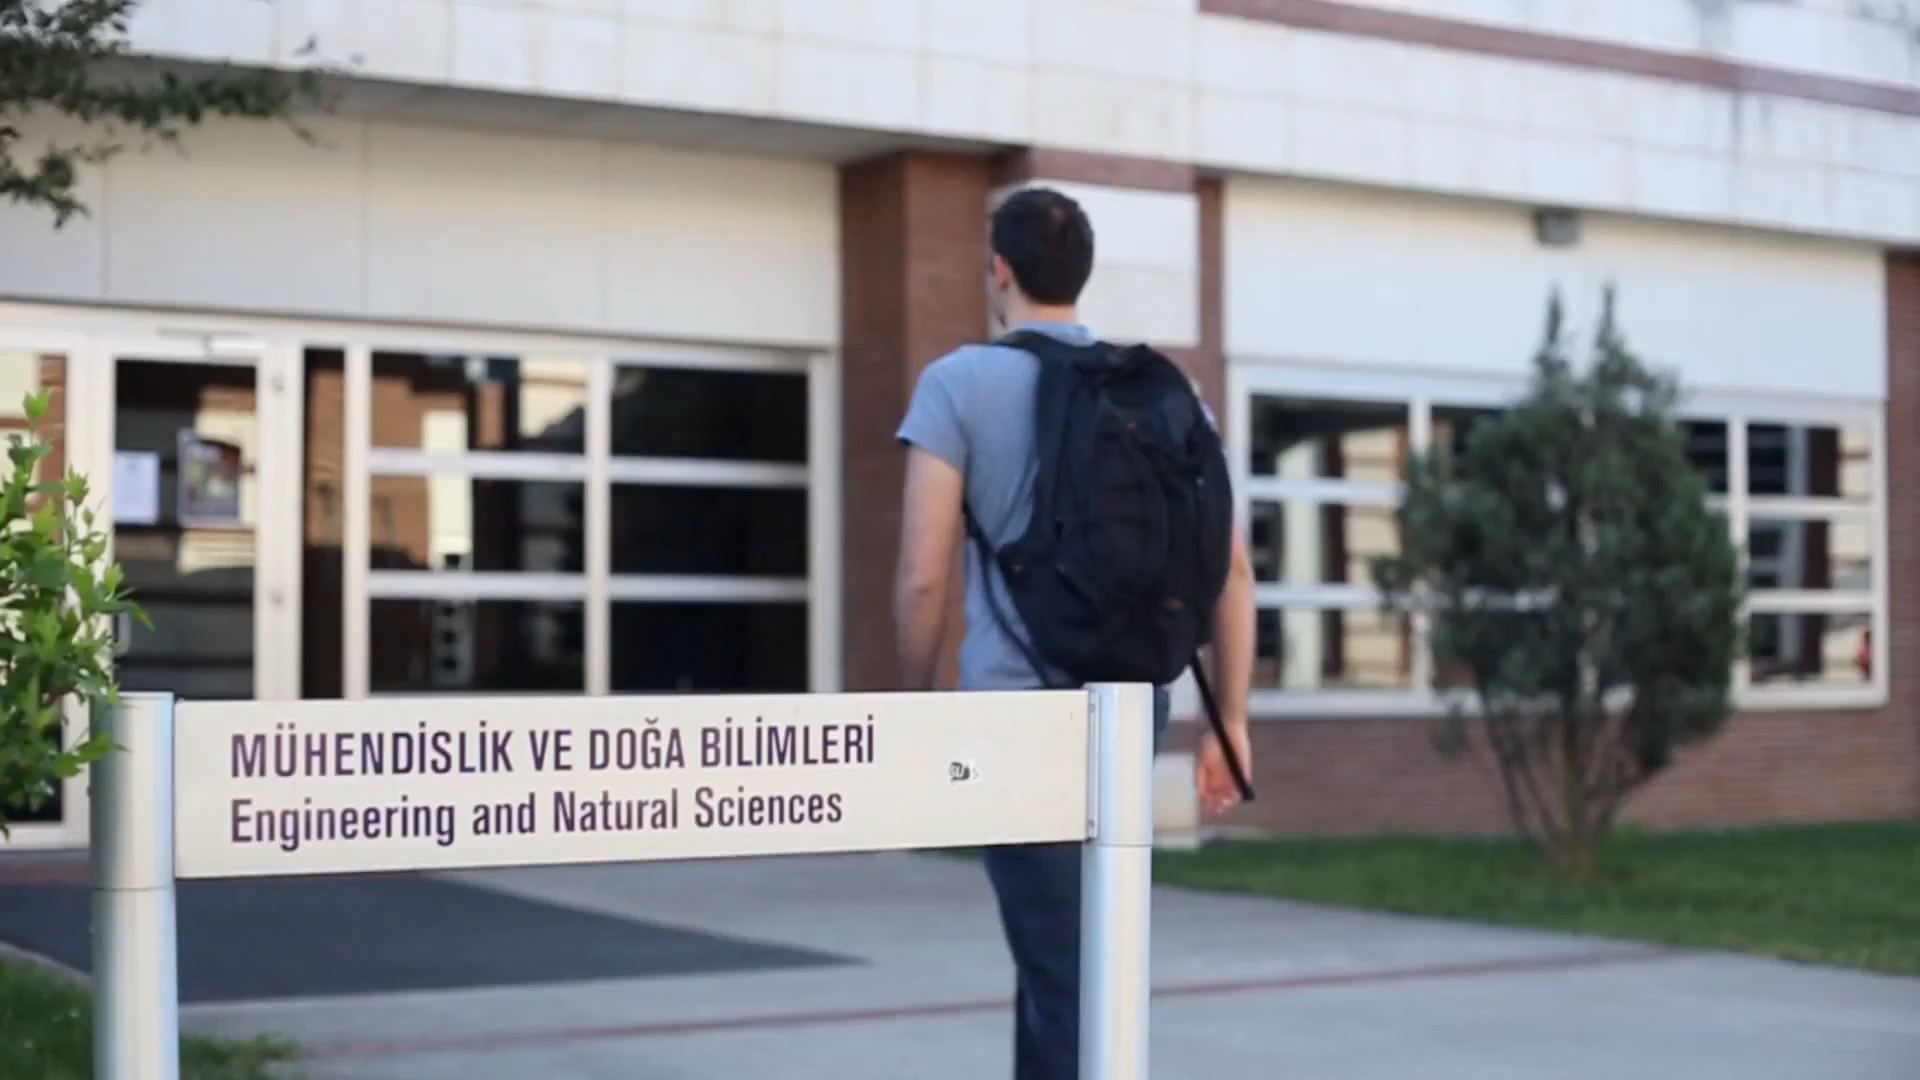 MÜHENDİSLİK VE DOĞA BİLİMLERİ
Engineering and Natural Sciences